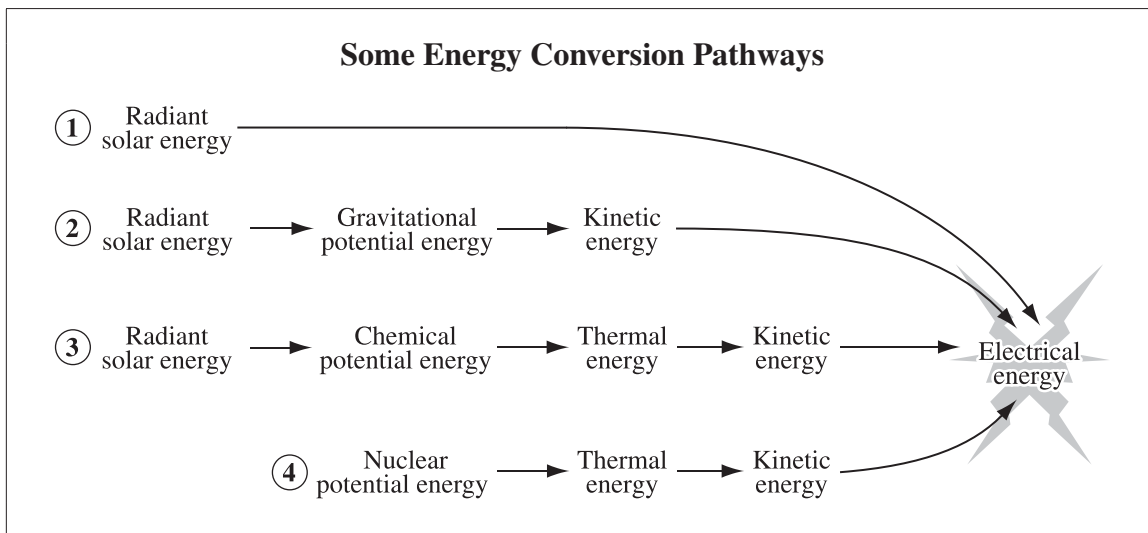 Some Energy Conversion Pathways
1 Radiant
solar energy
2 Radiant
solar energy
Gravitational
potential energy
Kinetic
energy
3 Radiant
solar energy
Chemical
potential energy
Thermal
energy
Kinetic
energy
Electrical
energy
4 Nuclear
potential energy
Thermal
energy
Kinetic
energy